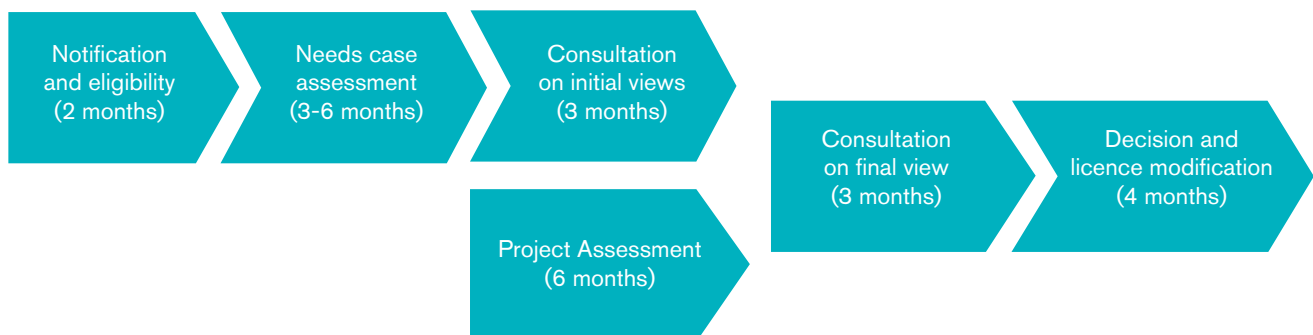 Notification
and eligibility
(2 months)
Needs case
assessment
(3-6 months)
Consultation
on initial views
(3 months)
Project Assessment
(6 months)
Consultation
on final view
(3 months)
Decision and
licence modification
(4 months)